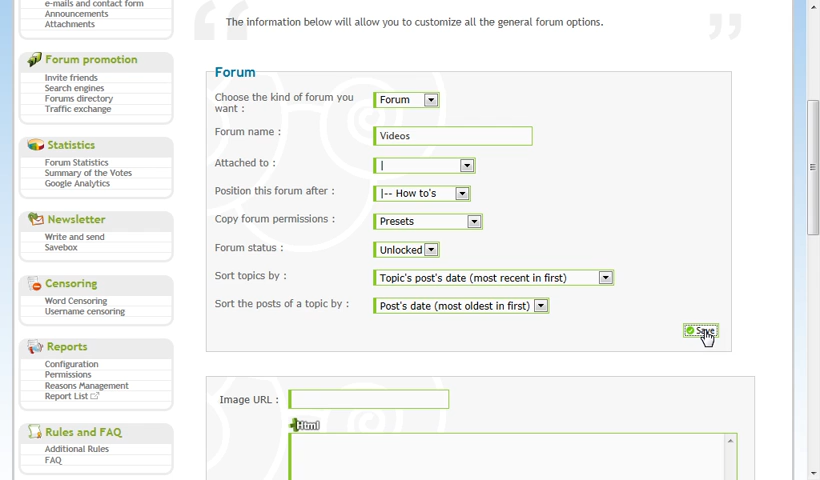 e-mails and contact form
Announcements
Attachments
Forum promotion
Invite friends
Search engines
Forums directory
Traffic exchange
Statistics
Forum Statistics
Summary of the Votes
Google Analytics
Newsletter
Write and send
Savebox
Censoring
Word Censoring
Username censoring
Reports
Configuration
Permissions
Reasons Management
Report List
Rules and FAQ
Additional Rules
FAQ
The information below will allow you to customize all the general forum options.
Forum
Choose the kind of forum you
want : Forum
Forum name : Videos
Attached to : |
Position this forum after : |-- How to's
Copy forum permissions : Presets
Forum status : Unlocked
Sort topics by : Topic's post's date (most recent in first)
Sort the posts of a topic by : Post's date (most oldest in first)
Save
Image URL :
Html